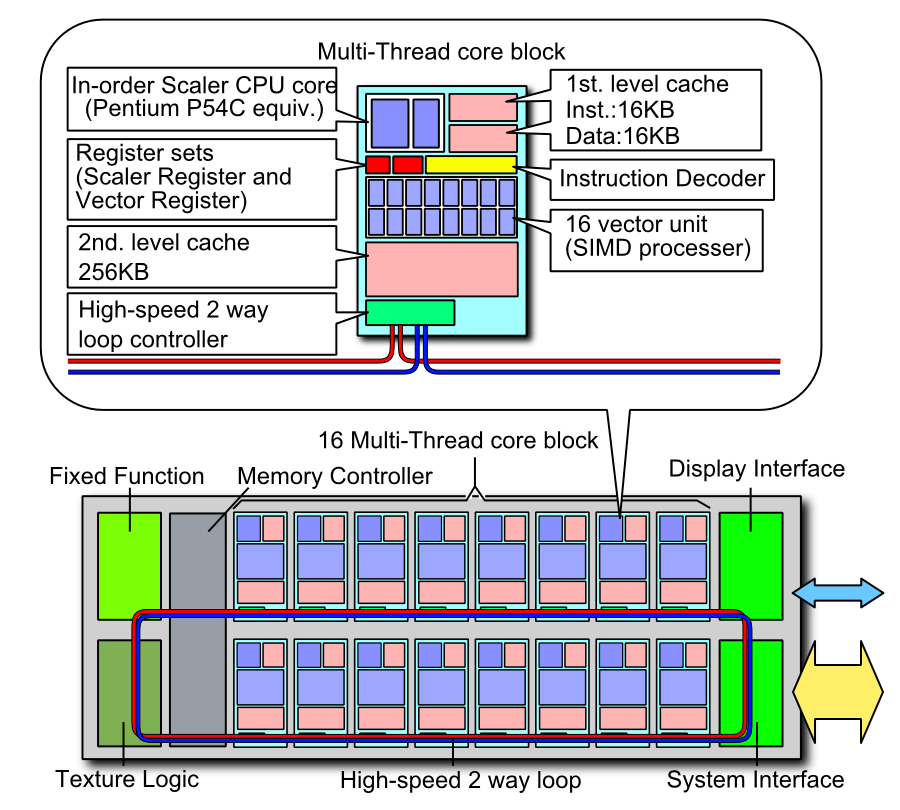 Multi-Thread core block
In-order Scaler CPU core
(Pentium P54C equiv.)
1st. level cache
Inst.:16KB
Data:16KB
Register sets
(Scaler Register and
Vector Register)
Instruction Decoder
16 vector unit
(SIMD processer)
2nd. level cache
256KB
High-speed 2 way
loop controller
16 Multi-Thread core block
Fixed Function
Memory Controller
Display Interface
Texture Logic
High-speed 2 way loop
System Interface